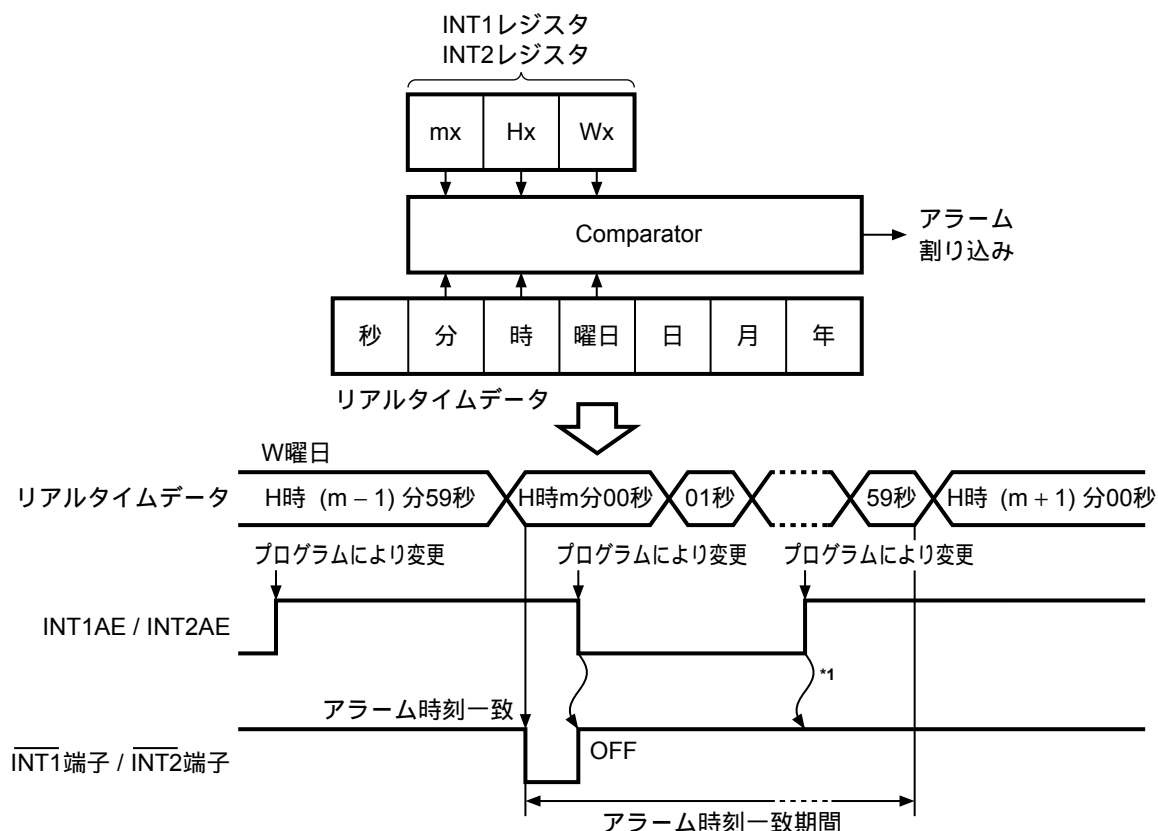 INT1レジスタ
INT2レジスタ
mx Hx Wx
Comparator
アラーム
割り込み
秒 分 時 曜日 日 月 年
リアルタイムデータ
W曜日
リアルタイムデータ H時 (m − 1) 分59秒 H時m分00秒 01秒 59秒 H時 (m + 1) 分00秒
プログラムにより変更 プログラムにより変更 プログラムにより変更
INT1AE / INT2AE
*1
アラーム時刻一致
OFF
INT1端子 / INT2端子
アラーム時刻一致期間